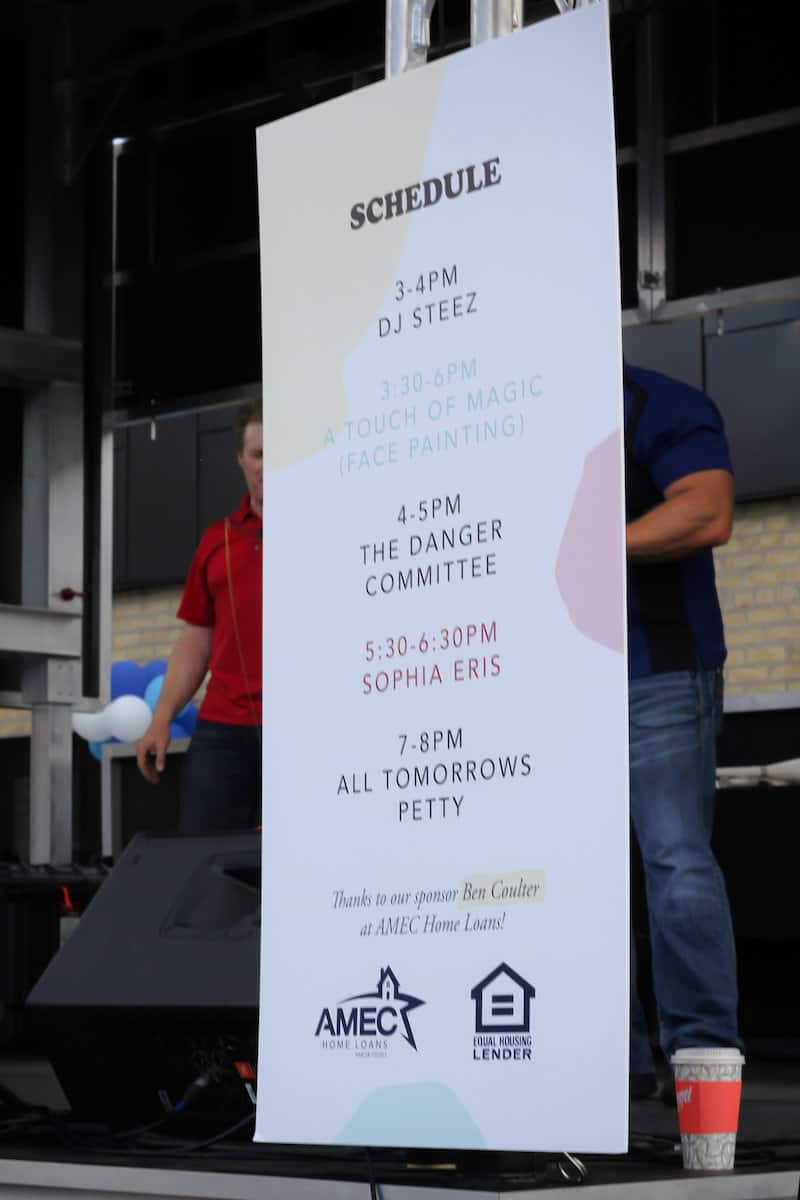 SCHEDULE
3-4PM
DJ STEEZ
3:30-6PM
A TOUCH OF MAGIC
(FACE PAINTING)
4-5PM
THE DANGER
COMMITTEE
5:30-6:30PM
SOPHIA ERIS
7-8PM
ALL TOMORROWS
PETTY
Thanks to our sponsor Ben Coulter
at AMEC Home Loans!
AMEC
HOME LOANS
EQUAL HOUSING
LENDER